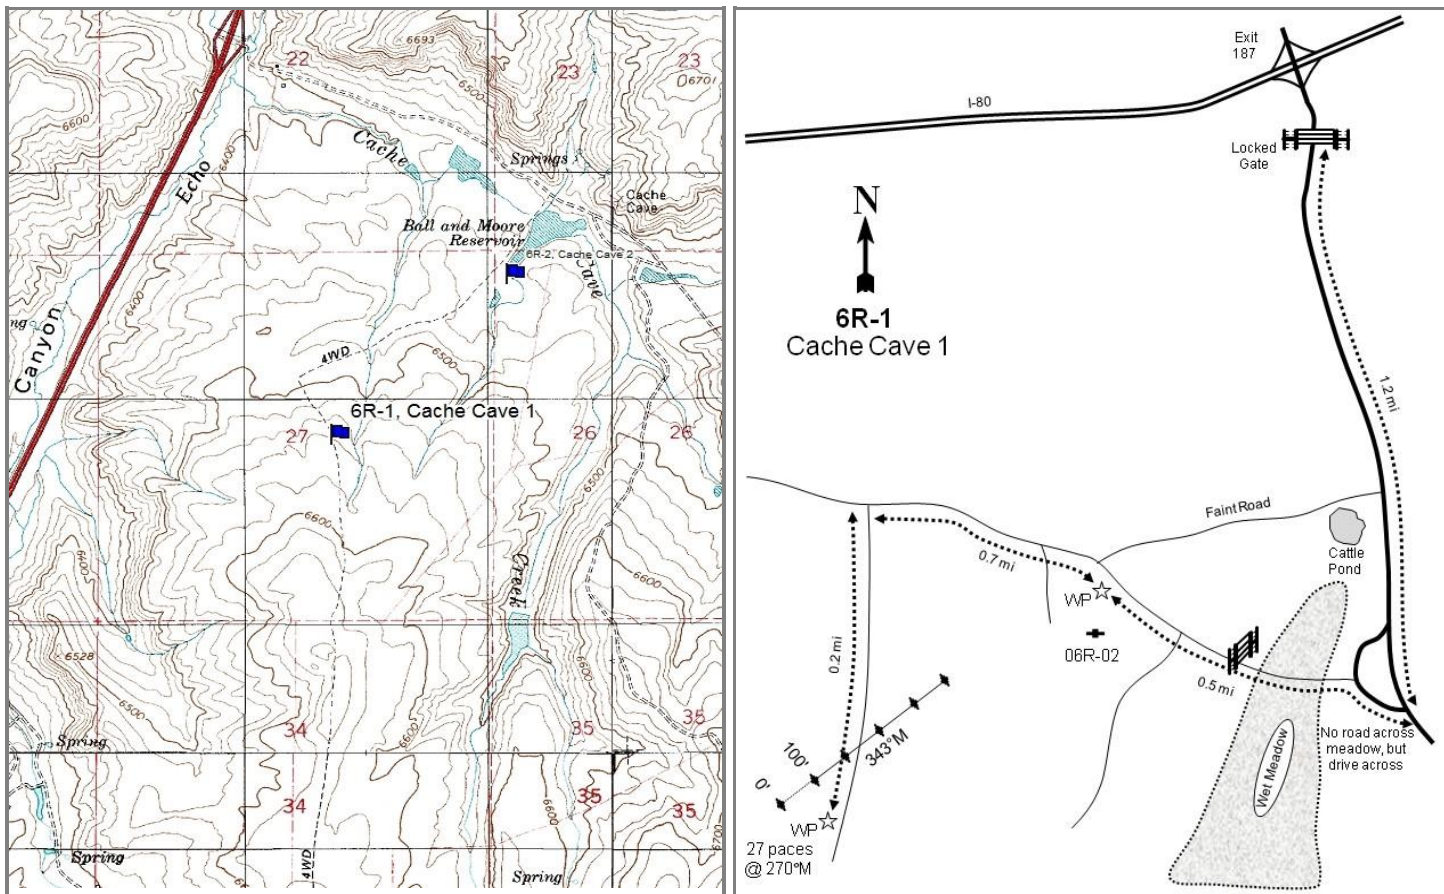 6693
22
23
23
6701
6500
6600
Cache
Springs
6400
Echo
Cache
Cave
Ball and Moore
Reservoir
6R-2, Cache Cave 2
Cave
6400
ng
Canyon
4WD
6500
6R-1, Cache Cave 1
27
26
26
6500
6600
6400
Creek
6528
6500
6600
34
35
35
Spring
34
35
35
6600
6700
4WD
Spring
Spring
Exit
187
I-80
Locked
Gate
N
6R-1
Cache Cave 1
1.2 mi
Faint Road
Cattle
Pond
0.7 mi
WP
06R-02
0.2 mi
0.5 mi
343°M
100'
0'
No road across
meadow, but
drive across
Wet Meadow
WP
27 paces
@ 270°M